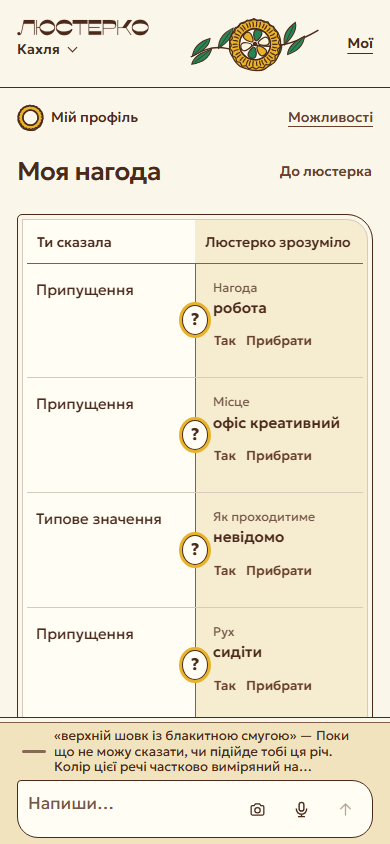 ЛЮСТЕРКО
Кахля
Мої
Мій профіль
Можливості
Моя нагода
До люстерка
Ти сказала
Люстерко зрозуміло
Припущення
Нагода
робота
?
Так Прибрати
Припущення
Місце
офіс креативний
?
Так Прибрати
Типове значення
Як проходитиме
невідомо
?
Так Прибрати
Припущення
Рух
сидіти
?
Так Прибрати
«верхній шовк із блакитною смугою» — Поки
що не можу сказати, чи підійде тобі ця річ.
Колір цієї речі частково виміряний на…
Напиши…